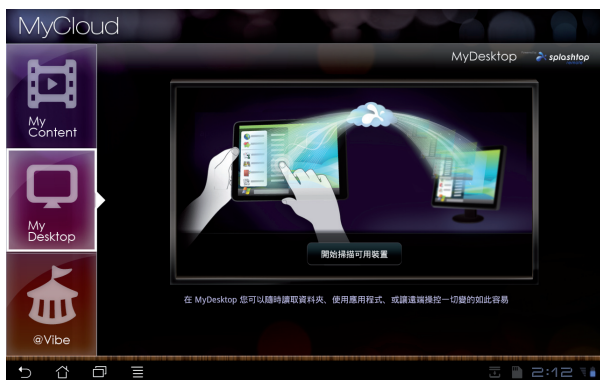 MyCloud
MyDesktop
splashtop
My
Content
My
Desktop
@Vibe
開始掃描可用裝置
在 MyDesktop 您可以隨時讀取資料夾、使用應用程式、或讓遠端操控一切變的如此容易
2:12